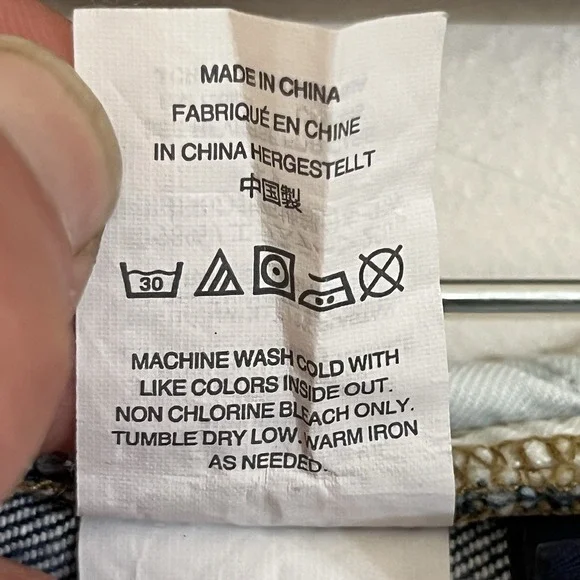 MADE IN CHINA
FABRIQUÉ EN CHINE
IN CHINA HERGESTELLT
中国製
30
MACHINE WASH COLD WITH
LIKE COLORS INSIDE OUT.
NON CHLORINE BLEACH ONLY.
TUMBLE DRY LOW. WARM IRON
AS NEEDED.